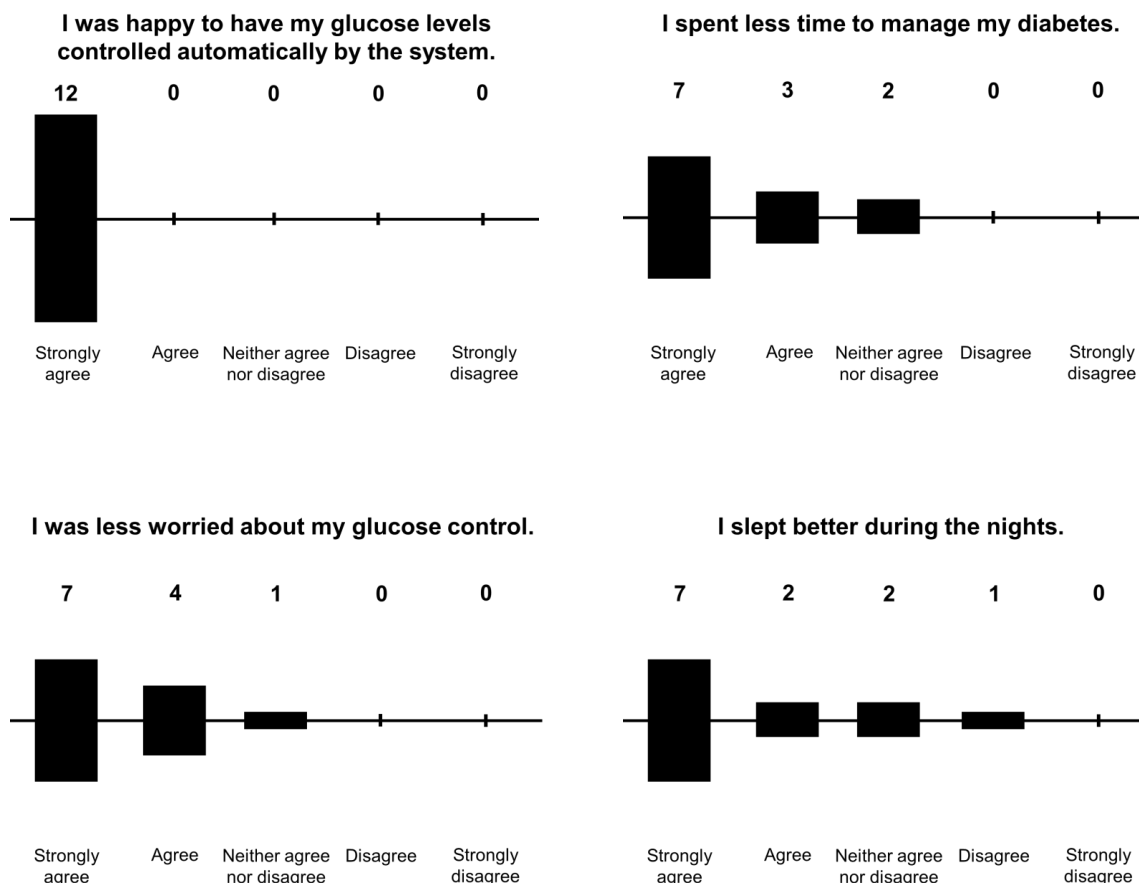 I was happy to have my glucose levels
controlled automatically by the system.
12 0 0 0 0
Strongly agree Agree Neither agree nor disagree Disagree Strongly disagree
I spent less time to manage my diabetes.
7 3 2 0 0
Strongly agree Agree Neither agree nor disagree Disagree Strongly disagree
I was less worried about my glucose control.
7 4 1 0 0
Strongly agree Agree Neither agree nor disagree Disagree Strongly disagree
I slept better during the nights.
7 2 2 1 0
Strongly agree Agree Neither agree nor disagree Disagree Strongly disagree